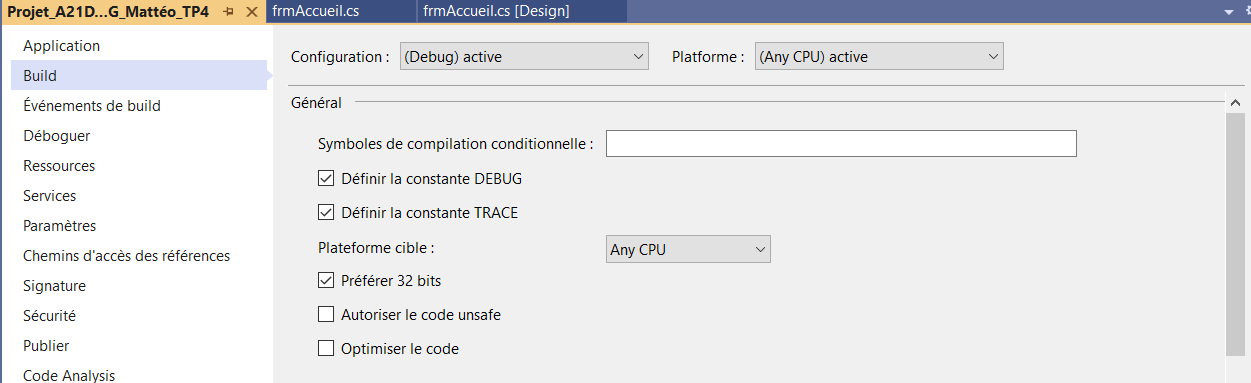 Projet_A21D...G_Mattéo_TP4 frmAccueil.cs frmAccueil.cs [Design]
Application
Build
Événements de build
Déboguer
Ressources
Services
Paramètres
Chemins d'accès des références
Signature
Sécurité
Publier
Code Analysis
Configuration : (Debug) active Platforme : (Any CPU) active
Général
Symboles de compilation conditionnelle :
Définir la constante DEBUG
Définir la constante TRACE
Plateforme cible : Any CPU
Préférer 32 bits
Autoriser le code unsafe
Optimiser le code